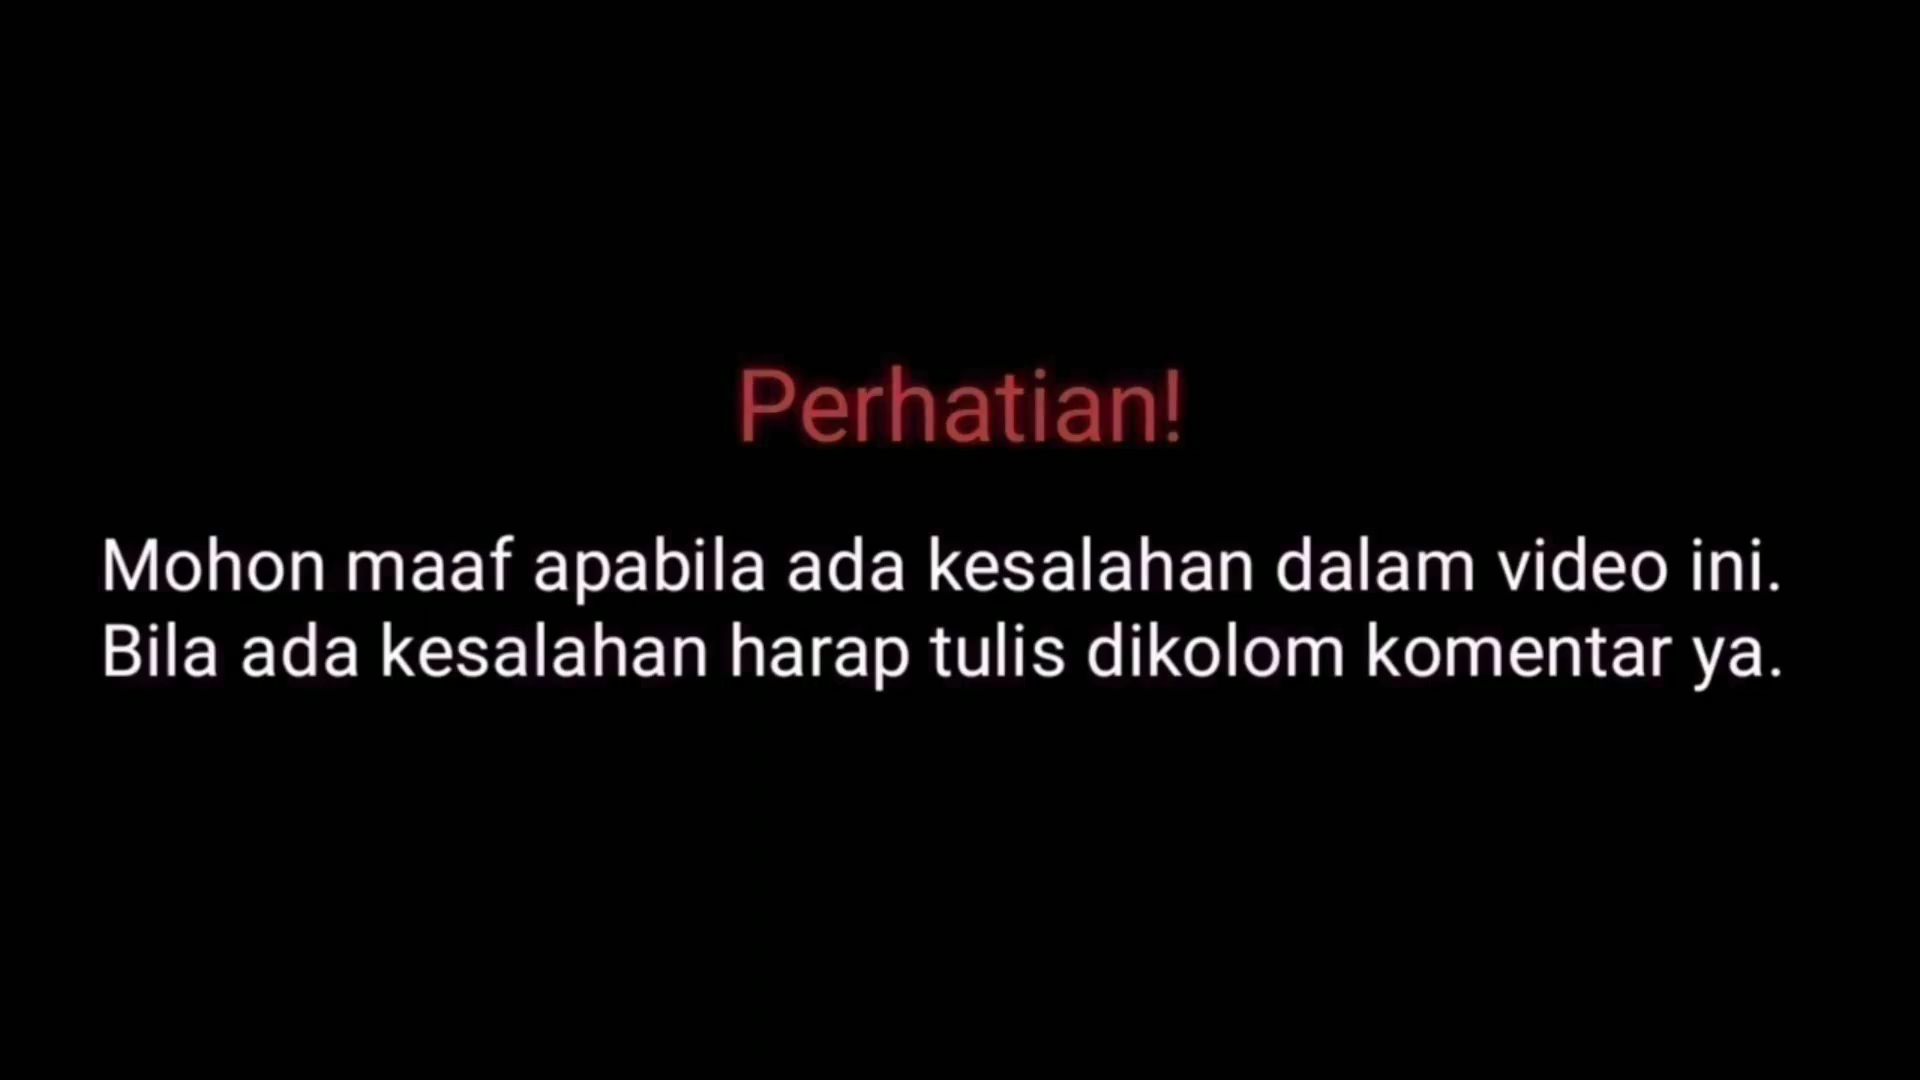 Perhatian!
Mohon maaf apabila ada kesalahan dalam video ini.
Bila ada kesalahan harap tulis dikolom komentar ya.